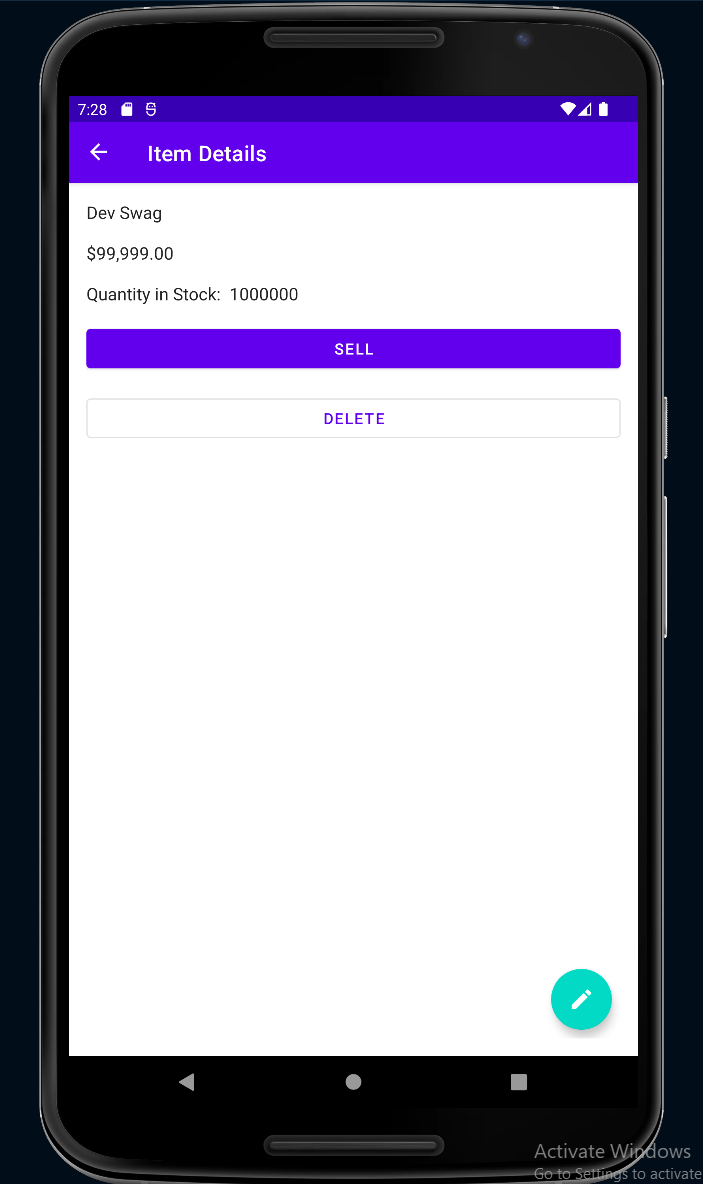 7:28
Item Details
Dev Swag
$99,999.00
Quantity in Stock: 1000000
SELL
DELETE
Activate Windows
Go to Settings to activate